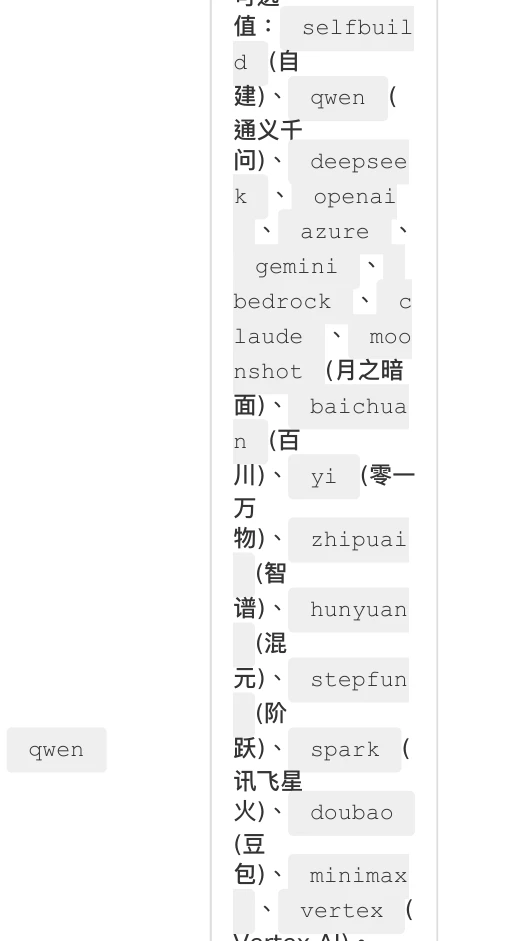 可选
值： selfbuil
d (自
建)、 qwen (
通义千
问)、 deepsee
k 、 openai
、 azure 、
gemini 、
bedrock 、 c
laude 、 moo
nshot (月之暗
面)、 baichua
n (百
川)、 yi (零一
万
物)、 zhipuai
(智
谱)、 hunyuan
(混
元)、 stepfun
(阶
跃)、 spark (
讯飞星
火)、 doubao
(豆
包)、 minimax
、 vertex (
Vertex AI)。
qwen